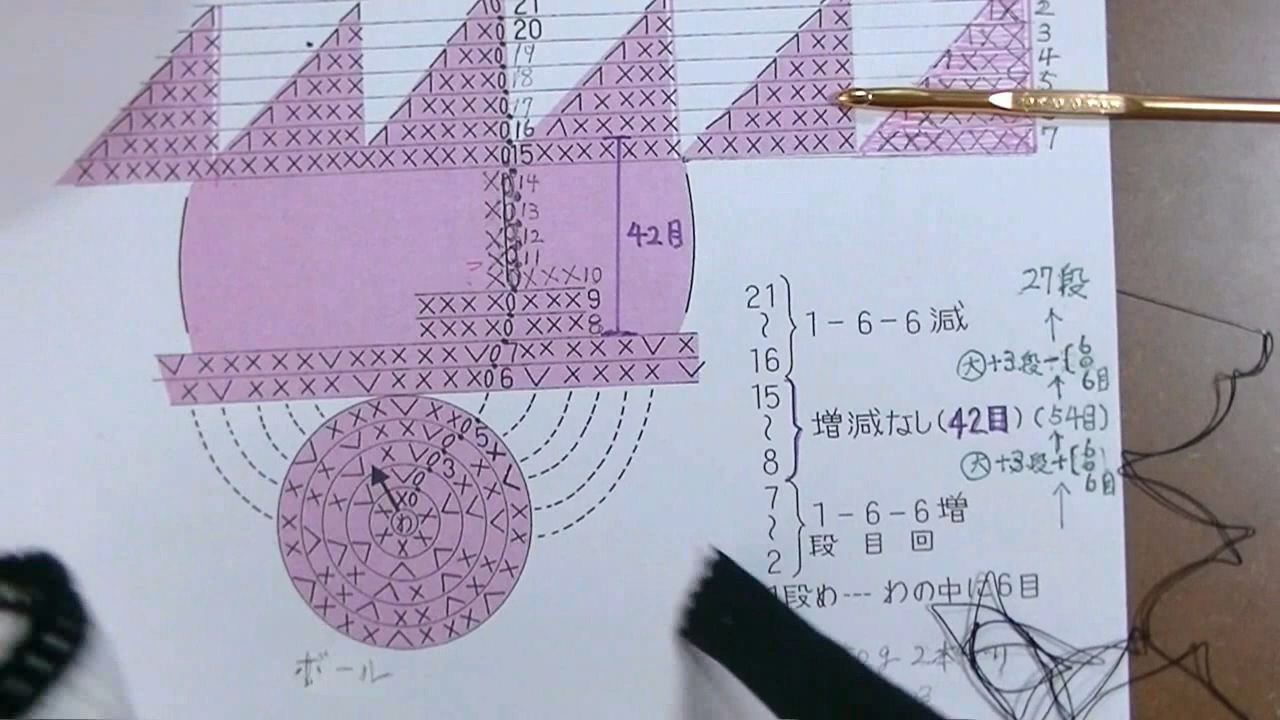 21
20
19
18
17
16
15
14
13
12
11
10
9
8
7
6
5
3
わ
42目
2
3
4
5
7
ボール
27段
21
〜
16
1-6-6減
大+3段-
6
6目
15
〜
8
増減なし(42目)(54目)
大+3段+
6
6目
7
〜
2
1-6-6増
段 目 回
段め---わの中に6目